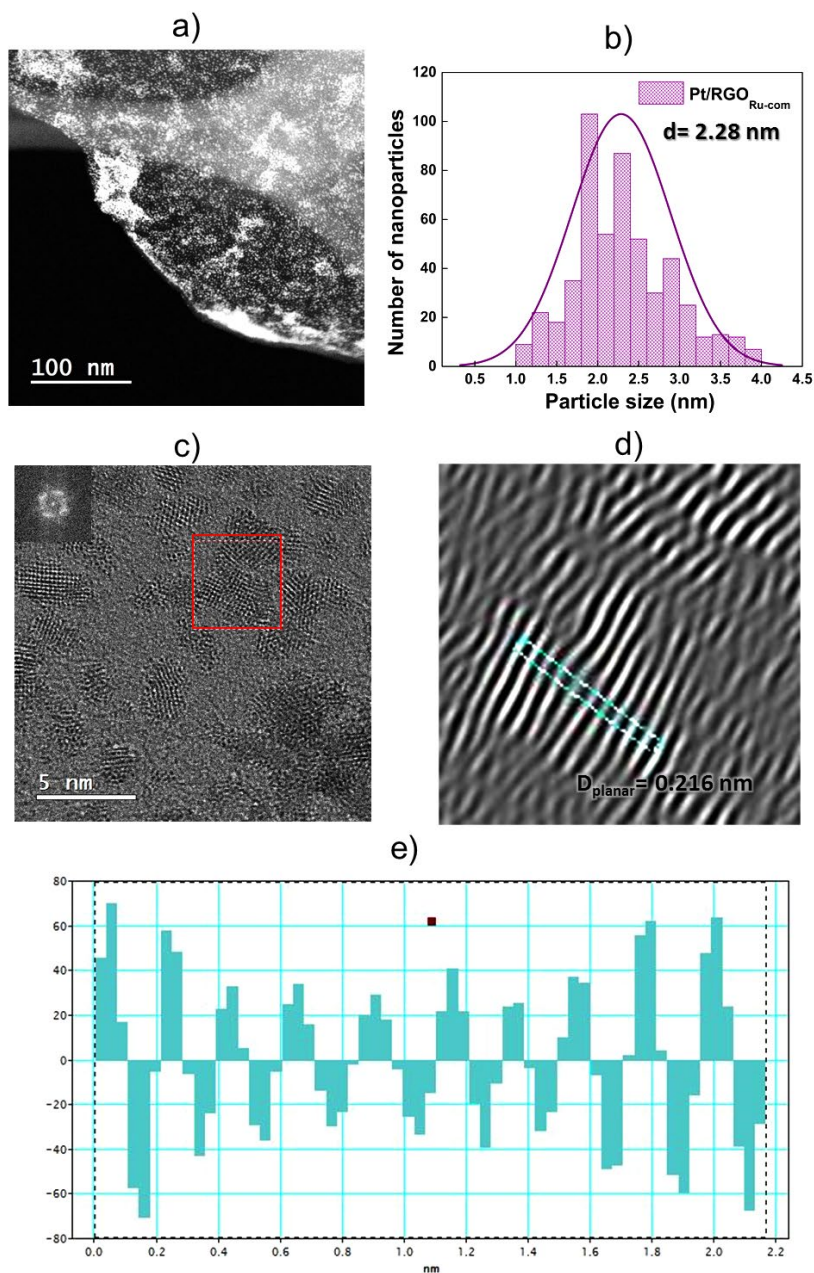 a)
100 nm
b)
Pt/RGO Ru-com
d= 2.28 nm
Number of nanoparticles
120
100
80
60
40
20
0
0.5 1.0 1.5 2.0 2.5 3.0 3.5 4.0 4.5
Particle size (nm)
c)
5 nm
d)
Dplanar= 0.216 nm
e)
80
60
40
20
0
-20
-40
-60
-80
0.0 0.2 0.4 0.6 0.8 1.0 1.2 1.4 1.6 1.8 2.0 2.2
nm